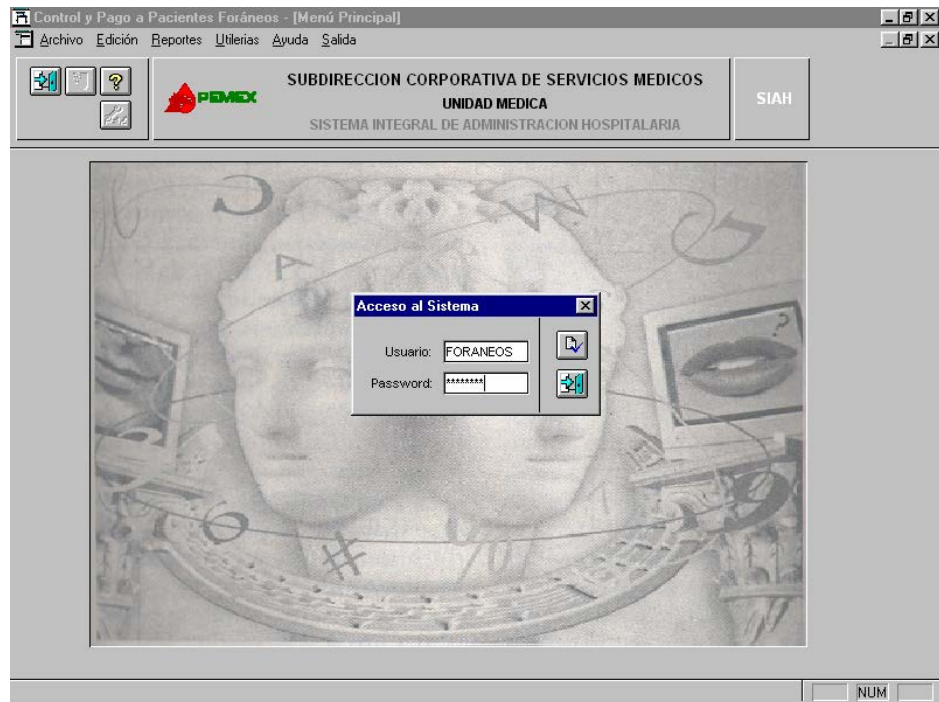 Control y Pago a Pacientes Foráneos - [Menú Principal]
Archivo Edición Reportes Utilerias Ayuda Salida
PEMEX
SUBDIRECCION CORPORATIVA DE SERVICIOS MEDICOS
UNIDAD MEDICA
SISTEMA INTEGRAL DE ADMINISTRACION HOSPITALARIA
SIAH
Acceso al Sistema
Usuario: FORANEOS
Password: ********
NUM